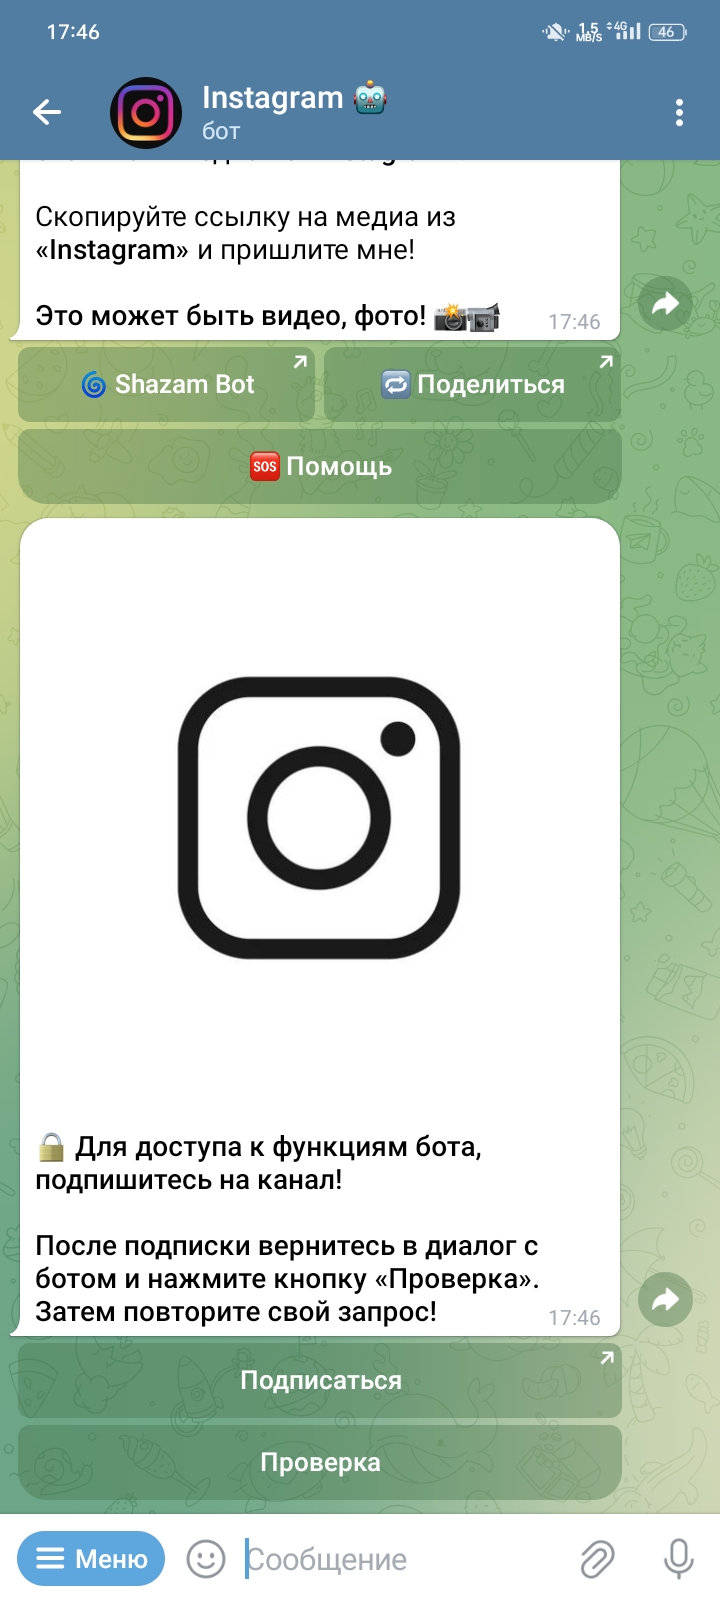 17:46
1,5 MB/S
4G
46
Instagram 🤖
бот
Скопируйте ссылку на медиа из
«Instagram» и пришлите мне!
Это может быть видео, фото! 📸📹
17:46
🌀 Shazam Bot
🔁 Поделиться
🆘 Помощь
🔒 Для доступа к функциям бота,
подпишитесь на канал!
После подписки вернитесь в диалог с
ботом и нажмите кнопку «Проверка».
Затем повторите свой запрос!
17:46
Подписаться
Проверка
Меню
Сообщение